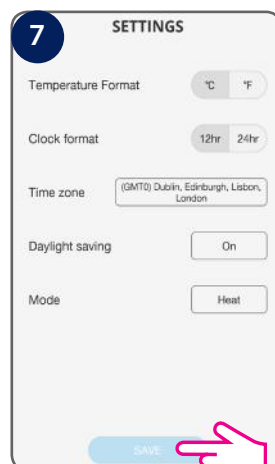 7
SETTINGS
Temperature Format °C °F
Clock format 12hr 24hr
Time zone (GMT0) Dublin, Edinburgh, Lisbon,
London
Daylight saving On
Mode Heat
SAVE